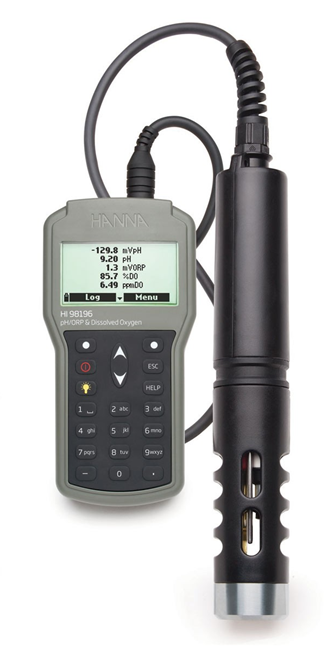 HANNA
-129.8 mVpH
9.20 pH
1.3 mVORP
85.7 %DO
6.49 ppmDO
Log Menu
HI 98196
pH/ORP & Dissolved Oxygen
ESC
HELP
1 2 abc 3 def
4 ghi 5 jkl 6 mno
7 pqrs 8 tuv 9 wxyz
– 0 .